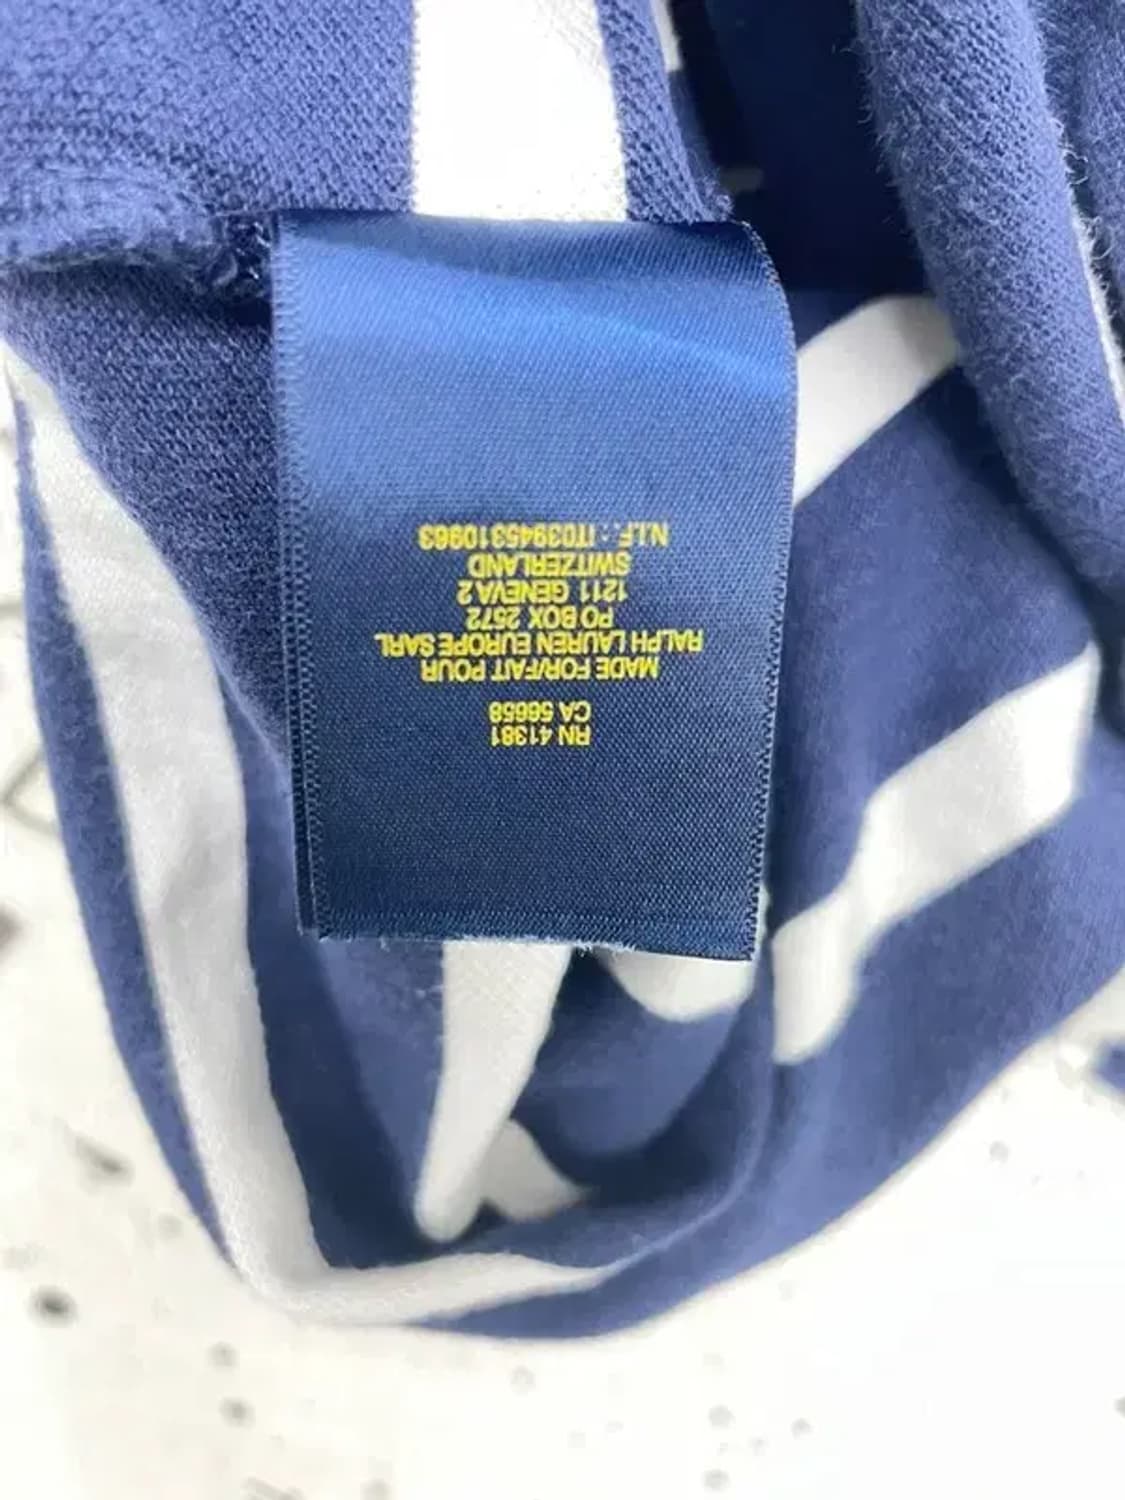 RN 41381
CA 56658
MADE FOR/FAIT POUR
RALPH LAUREN EUROPE SARL
PO BOX 2572
1211 GENEVA 2
SWITZERLAND
N.I.F. : IT03945310963